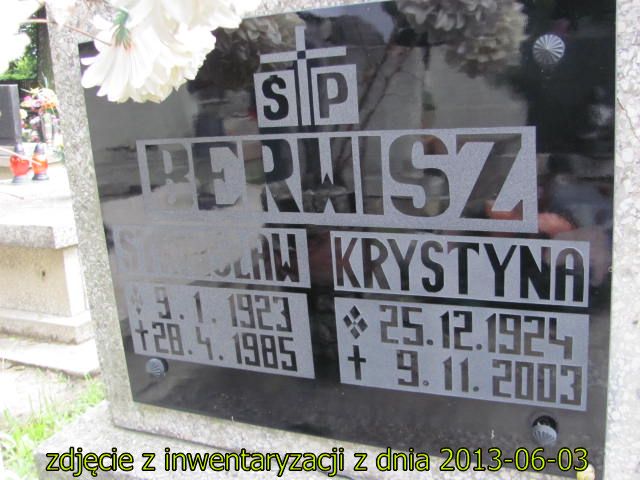 Ś P
BERWISZ
STANISŁAW KRYSTYNA
9.1.1923 25.12.1924
28.4.1985 9.11.2003
zdjęcie z inwentaryzacji z dnia 2013-06-03